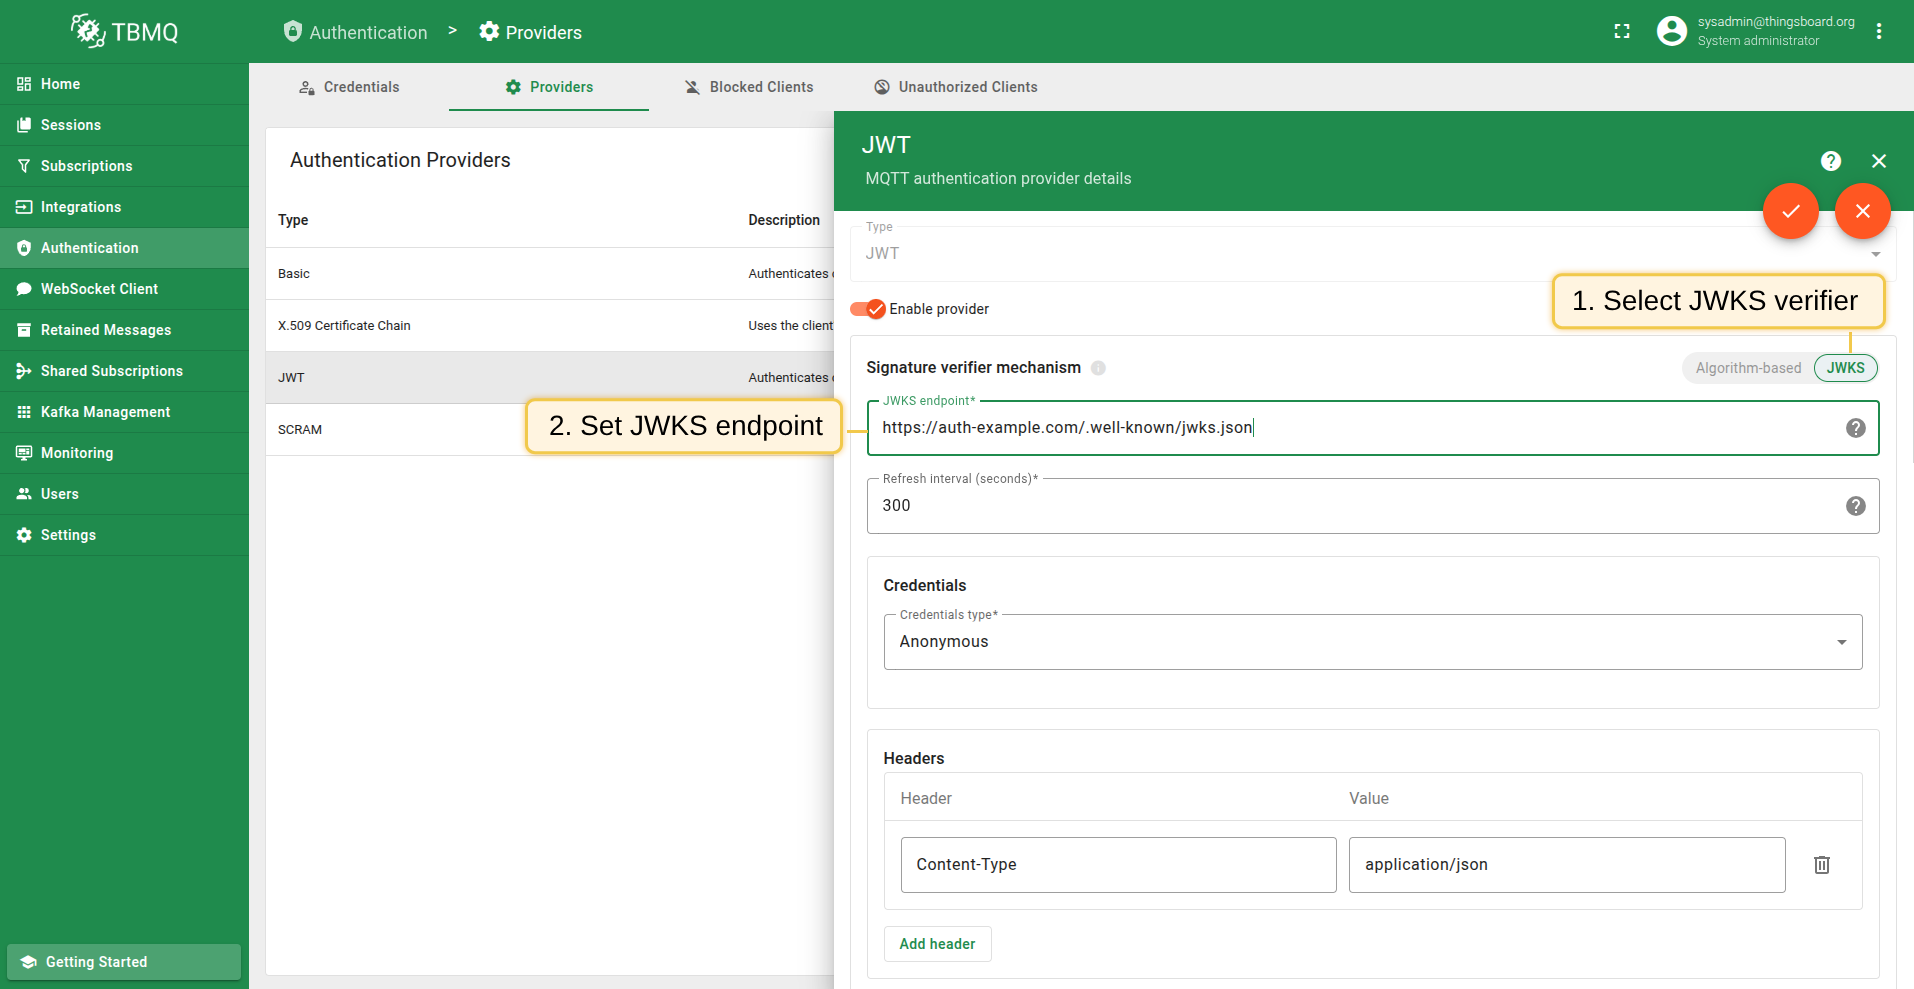 TBMQ
Authentication > Providers
sysadmin@thingsboard.org
System administrator
Home
Sessions
Subscriptions
Integrations
Authentication
WebSocket Client
Retained Messages
Shared Subscriptions
Kafka Management
Monitoring
Users
Settings
Getting Started
Credentials
Providers
Blocked Clients
Unauthorized Clients
Authentication Providers
Type Description
Basic Authenticates
X.509 Certificate Chain Uses the client
JWT Authenticates
SCRAM
JWT
MQTT authentication provider details
Type
JWT
Enable provider
1. Select JWKS verifier
Signature verifier mechanism
Algorithm-based JWKS
2. Set JWKS endpoint
JWKS endpoint*
https://auth-example.com/.well-known/jwks.json
Refresh interval (seconds)*
300
Credentials
Credentials type*
Anonymous
Headers
Header Value
Content-Type application/json
Add header